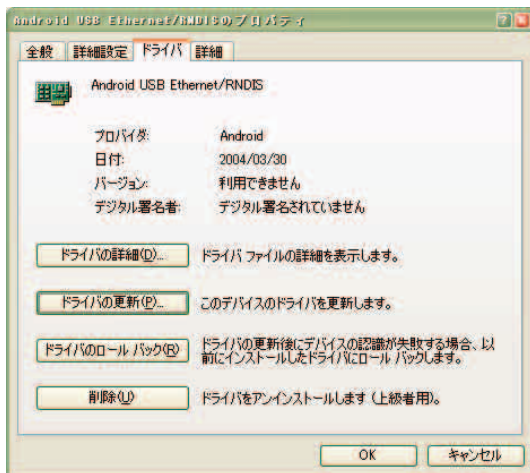 Android USB Ethernet/RNDISのプロパティ
全般 詳細設定 ドライバ 詳細
Android USB Ethernet/RNDIS
プロバイダ: Android
日付: 2004/03/30
バージョン: 利用できません
デジタル署名者: デジタル署名されていません
ドライバの詳細(D)... ドライバ ファイルの詳細を表示します。
ドライバの更新(P)... このデバイスのドライバを更新します。
ドライバのロール バック(R) ドライバの更新後にデバイスの認識が失敗する場合、以
前にインストールしたドライバにロール バックします。
削除(U) ドライバをアンインストールします (上級者用)。
OK キャンセル